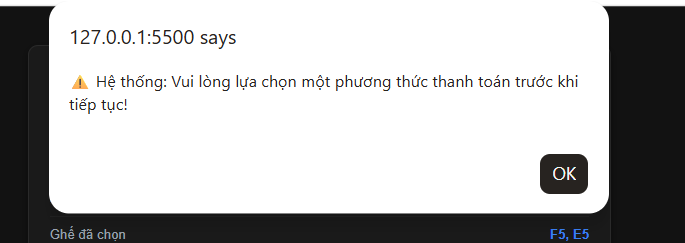 127.0.0.1:5500 says
⚠️ Hệ thống: Vui lòng lựa chọn một phương thức thanh toán trước khi
tiếp tục!
OK
Ghế đã chọn F5, E5